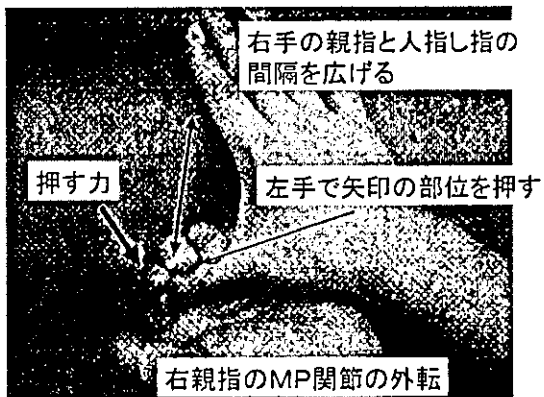 右手の親指と人指し指の
間隔を広げる
押す力
左手で矢印の部位を押す
右親指のMP関節の外転